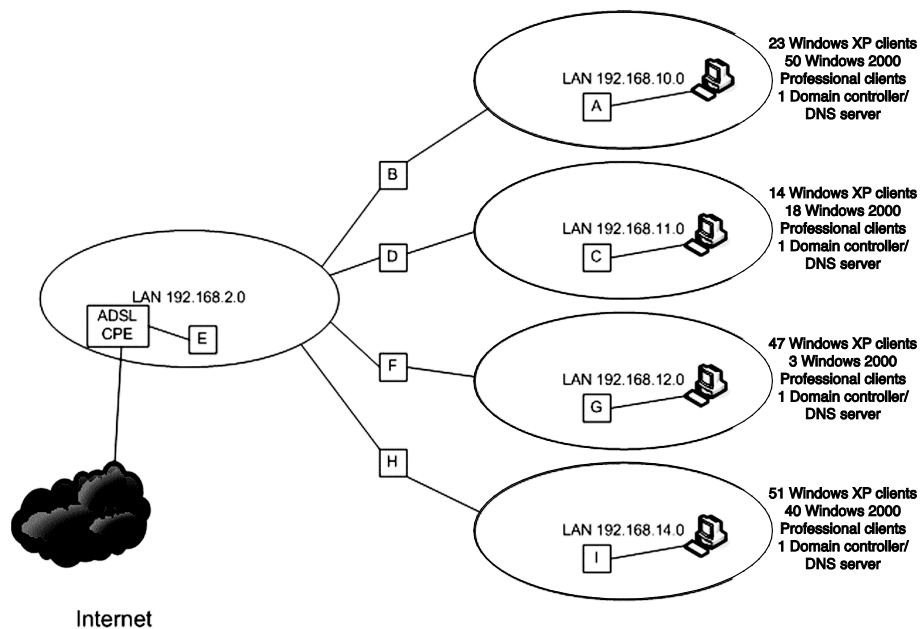 23 Windows XP clients
50 Windows 2000
Professional clients
1 Domain controller/
DNS server
LAN 192.168.10.0
A
B
14 Windows XP clients
18 Windows 2000
Professional clients
1 Domain controller/
DNS server
LAN 192.168.11.0
C
D
LAN 192.168.2.0
ADSL
CPE
E
47 Windows XP clients
3 Windows 2000
Professional clients
1 Domain controller/
DNS server
LAN 192.168.12.0
F
G
H
51 Windows XP clients
40 Windows 2000
Professional clients
1 Domain controller/
DNS server
LAN 192.168.14.0
I
Internet